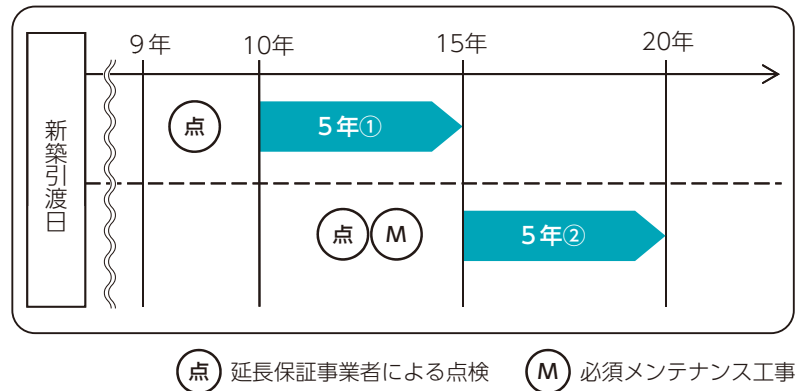 9年 10年 15年 20年
新築引渡日
点 5年①
点 M 5年②
点 延長保証事業者による点検 M 必須メンテナンス工事